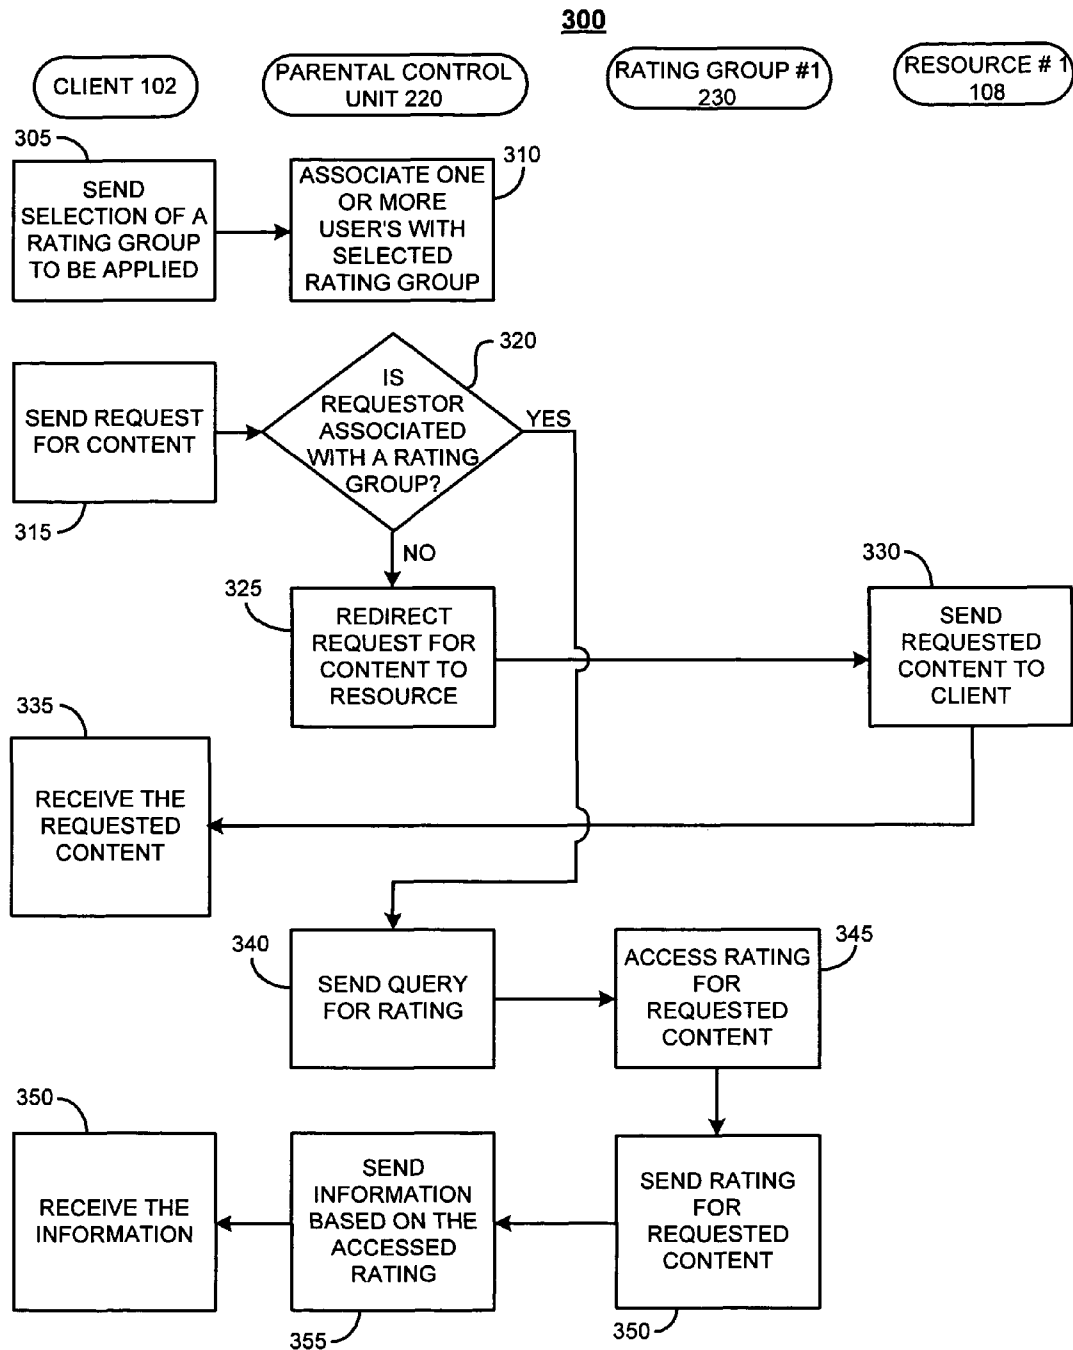 300
CLIENT 102
PARENTAL CONTROL
UNIT 220
RATING GROUP #1
230
RESOURCE # 1
108
305
SEND
SELECTION OF A
RATING GROUP
TO BE APPLIED
310
ASSOCIATE ONE
OR MORE
USER'S WITH
SELECTED
RATING GROUP
315
SEND REQUEST
FOR CONTENT
320
IS
REQUESTOR
ASSOCIATED
WITH A RATING
GROUP?
YES
NO
325
REDIRECT
REQUEST FOR
CONTENT TO
RESOURCE
330
SEND
REQUESTED
CONTENT TO
CLIENT
335
RECEIVE THE
REQUESTED
CONTENT
340
SEND QUERY
FOR RATING
345
ACCESS RATING
FOR
REQUESTED
CONTENT
350
RECEIVE THE
INFORMATION
SEND
INFORMATION
BASED ON THE
ACCESSED
RATING
355
SEND RATING
FOR
REQUESTED
CONTENT
350